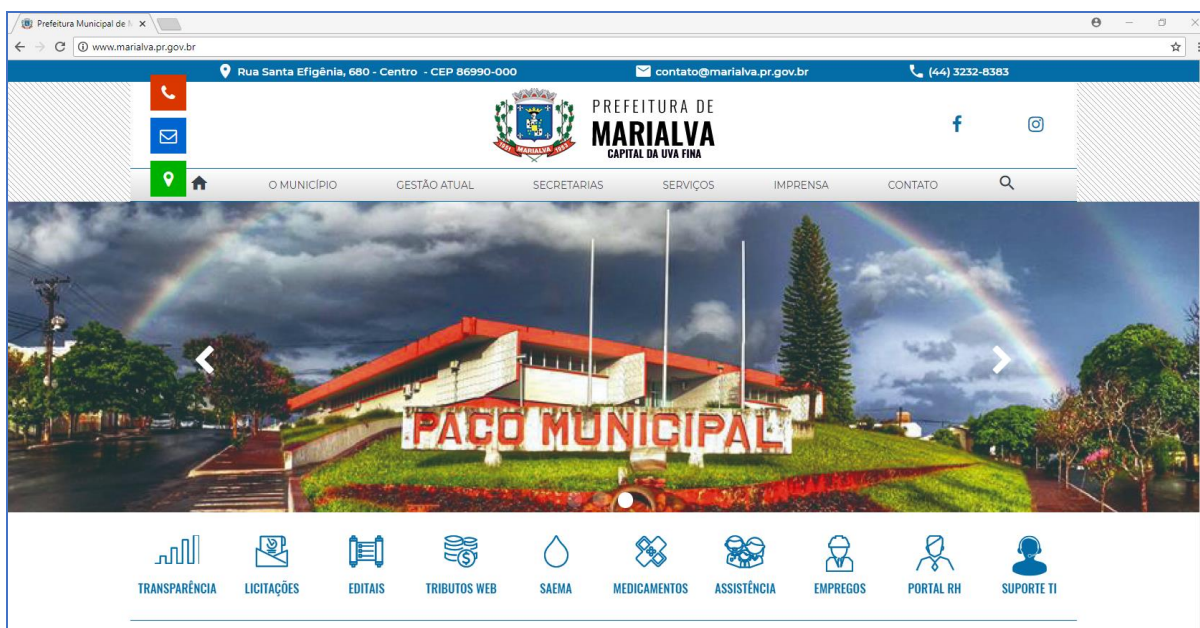 Prefeitura Municipal de
www.marialva.pr.gov.br
Rua Santa Efigênia, 680 - Centro - CEP 86990-000
contato@marialva.pr.gov.br
(44) 3232-8383
PREFEITURA DE
MARIALVA
CAPITAL DA UVA FINA
1951 MARIALVA 1953
O MUNICÍPIO
GESTÃO ATUAL
SECRETARIAS
SERVIÇOS
IMPRENSA
CONTATO
PAÇO MUNICIPAL
TRANSPARÊNCIA
LICITAÇÕES
EDITAIS
TRIBUTOS WEB
SAEMA
MEDICAMENTOS
ASSISTÊNCIA
EMPREGOS
PORTAL RH
SUPORTE TI